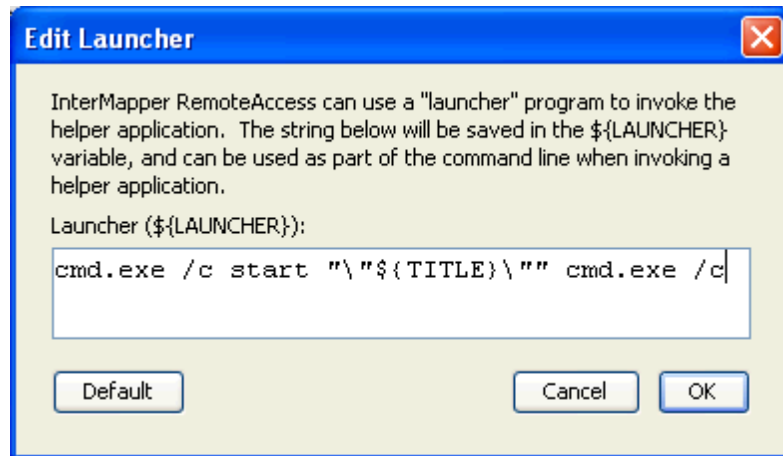 Edit Launcher
InterMapper RemoteAccess can use a "launcher" program to invoke the
helper application.  The string below will be saved in the ${LAUNCHER}
variable, and can be used as part of the command line when invoking a
helper application.
Launcher (${LAUNCHER}):
cmd.exe /c start "\"${TITLE}\"" cmd.exe /c
Default
Cancel
OK